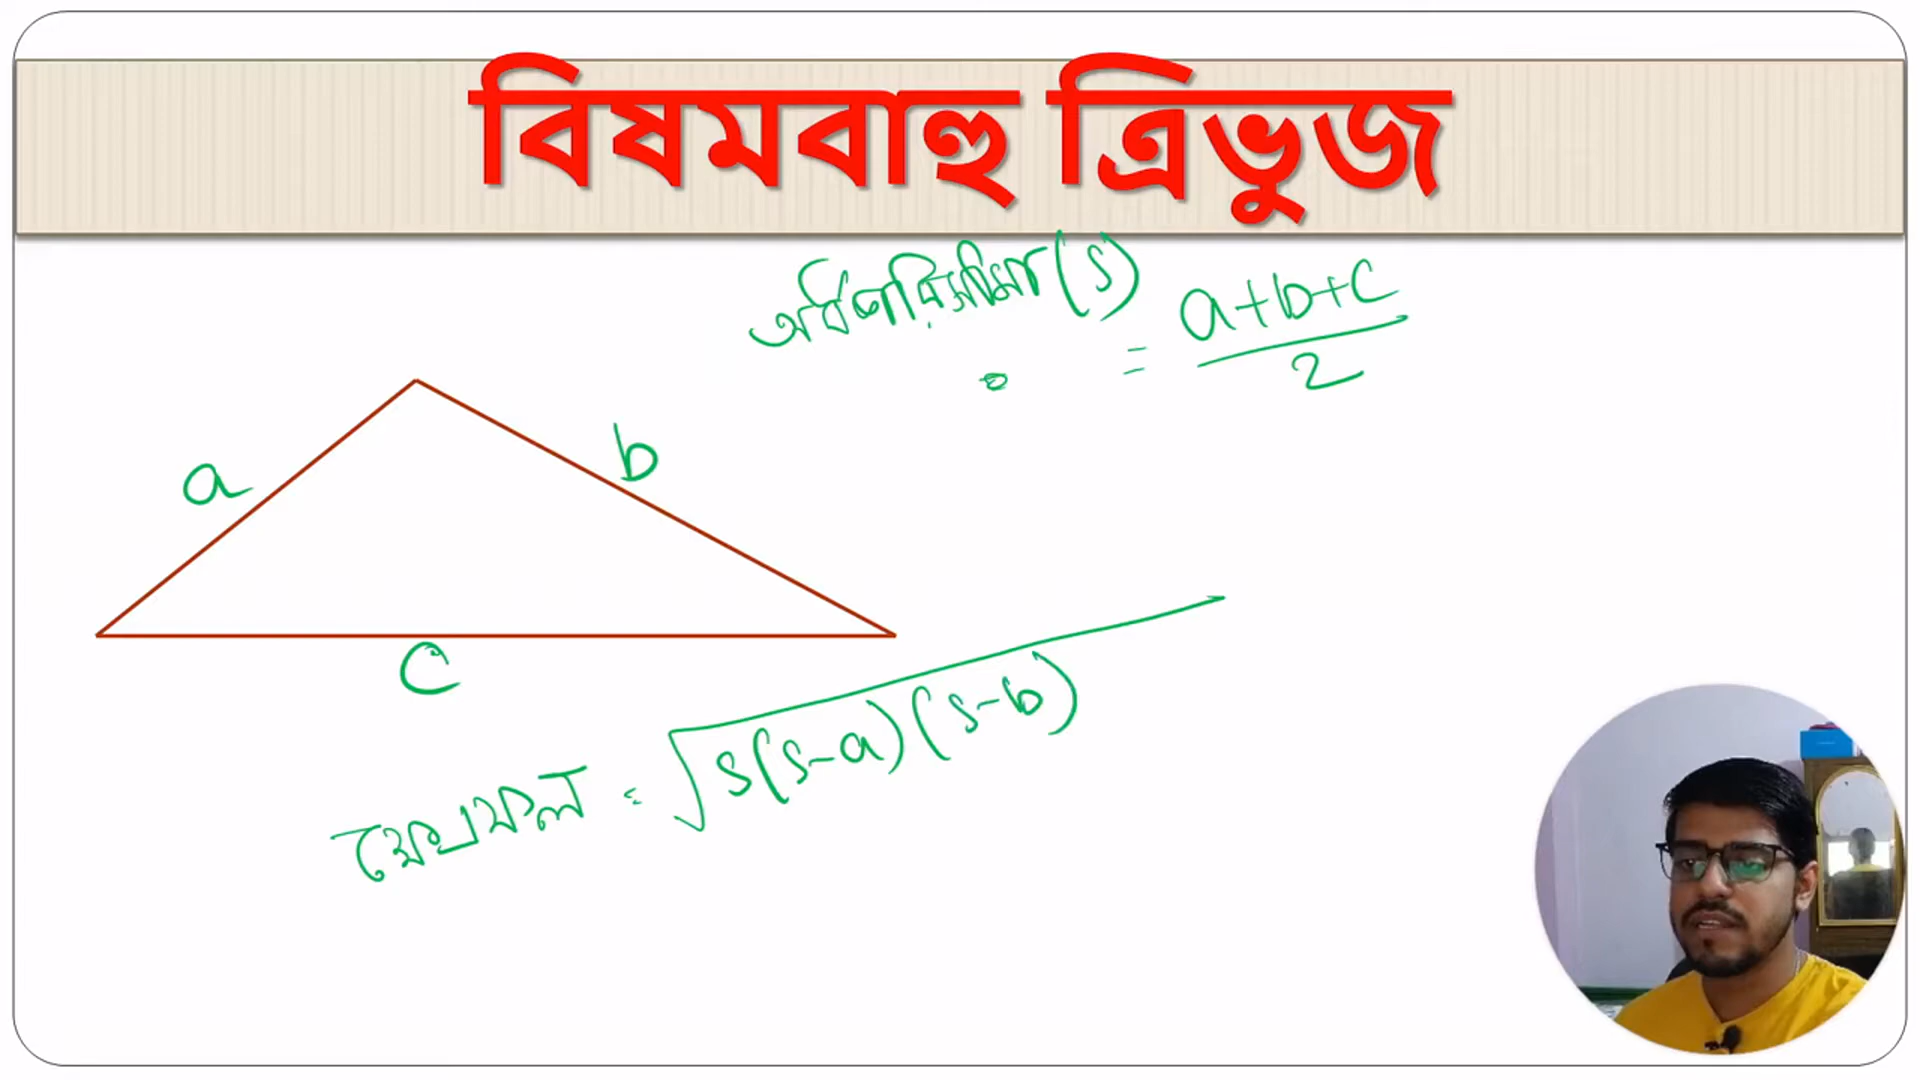 বিষমবাহু ত্রিভুজ
অর্ধপরিসীমা (s)
= a+b+c / 2
a
b
c
ক্ষেত্রফল = √s(s-a)(s-b)